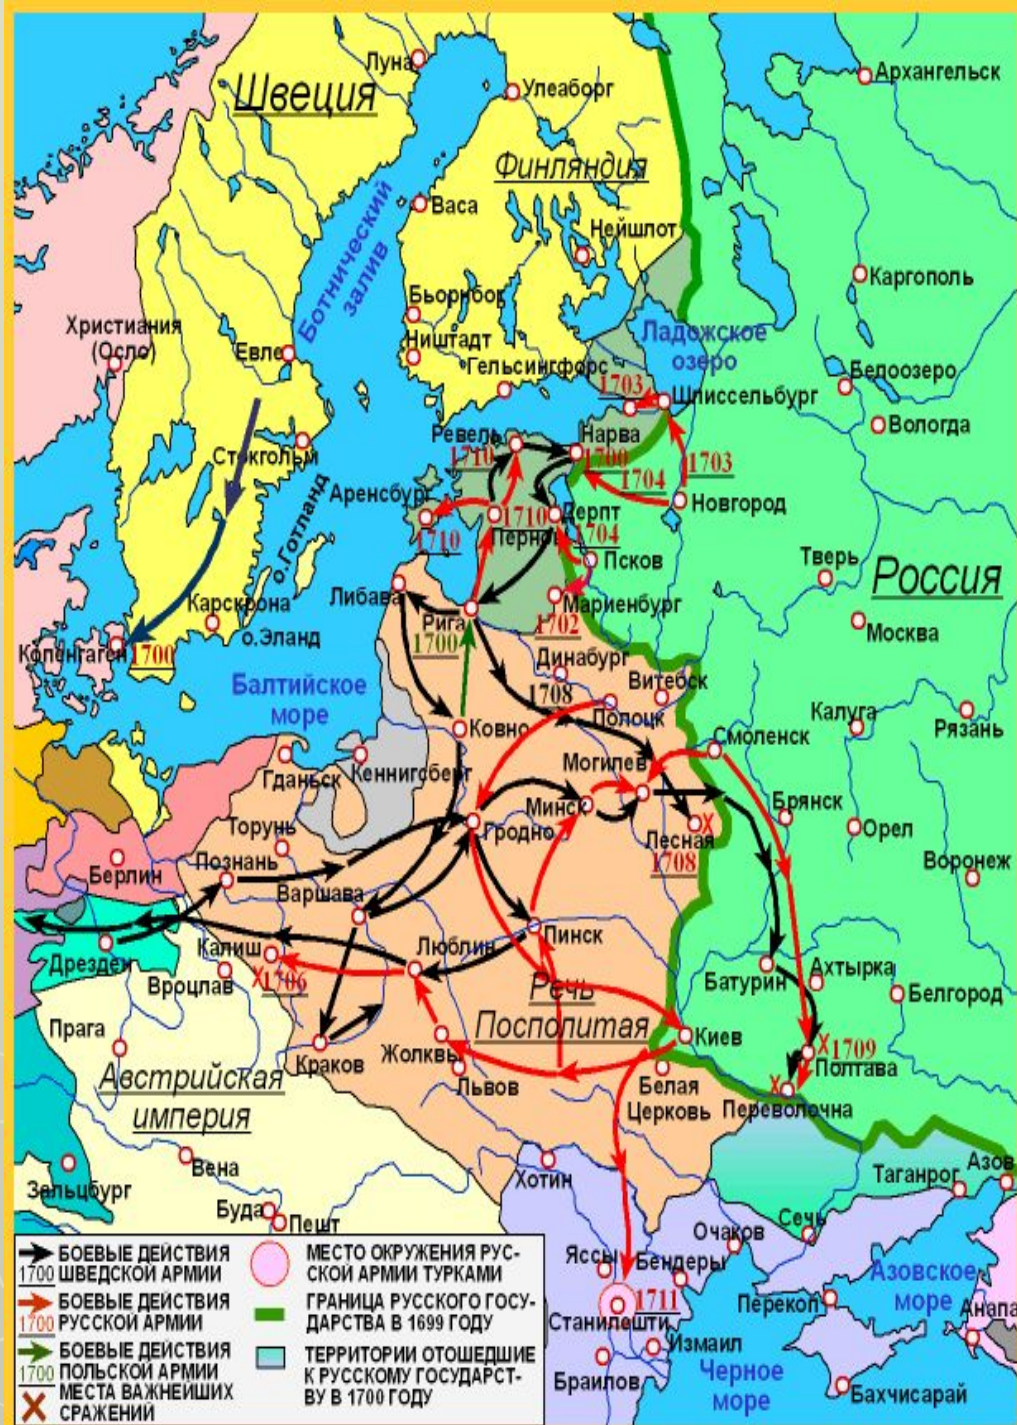 Луна
Улеаборг
Архангельск
Швеция
Финляндия
Васа
Нейшлот
Ботнический
залив
Каргополь
Бьорнборг
Христиания
(Осло)
Евле
Ништадт
Ладожское
озеро
Гельсингфорс
1703
Шлиссельбург
Белоозеро
Вологда
Ревель
1710
Нарва
1700
1703
Стокгольм
1704
Новгород
Аренсбург
1710
1710
Пернов
Дерпт
1704
о.Готланд
Псков
Тверь
Россия
Либава
Мариенбург
1702
Карскрона
Рига
1700
Москва
о.Эланд
Копенгаген
1700
Динабург
1708
Витебск
Балтийское
море
Полоцк
Калуга
Рязань
Ковно
Смоленск
Гданьск
Кеннигсберг
Могилев
Минск
Брянск
Торунь
Гродно
Лесная
1708
Орел
Берлин
Познань
Варшава
Воронеж
Калиш
Люблин
Пинск
Дрезден
Вроцлав
1706
Батурин
Ахтырка
Белгород
Речь
Посполитая
Прага
Краков
Жолквы
Киев
1709
Полтава
Львов
Белая
Церковь
Переволочна
Австрийская
империя
Вена
Хотин
Таганрог
Азов
Зальцбург
Буда
Пешт
Сечь
Очаков
Яссы
Бендеры
Азовское
море
Перекоп
Анапа
1711
Станилешти
Измаил
Браилов
Черное
море
Бахчисарай
БОЕВЫЕ ДЕЙСТВИЯ
1700 ШВЕДСКОЙ АРМИИ
БОЕВЫЕ ДЕЙСТВИЯ
1700 РУССКОЙ АРМИИ
БОЕВЫЕ ДЕЙСТВИЯ
1700 ПОЛЬСКОЙ АРМИИ
МЕСТА ВАЖНЕЙШИХ
СРАЖЕНИЙ
МЕСТО ОКРУЖЕНИЯ РУС-
СКОЙ АРМИИ ТУРКАМИ
ГРАНИЦА РУССКОГО ГОСУ-
ДАРСТВА В 1699 ГОДУ
ТЕРРИТОРИИ ОТОШЕДШИЕ
К РУССКОМУ ГОСУДАРСТ-
ВУ В 1700 ГОДУ